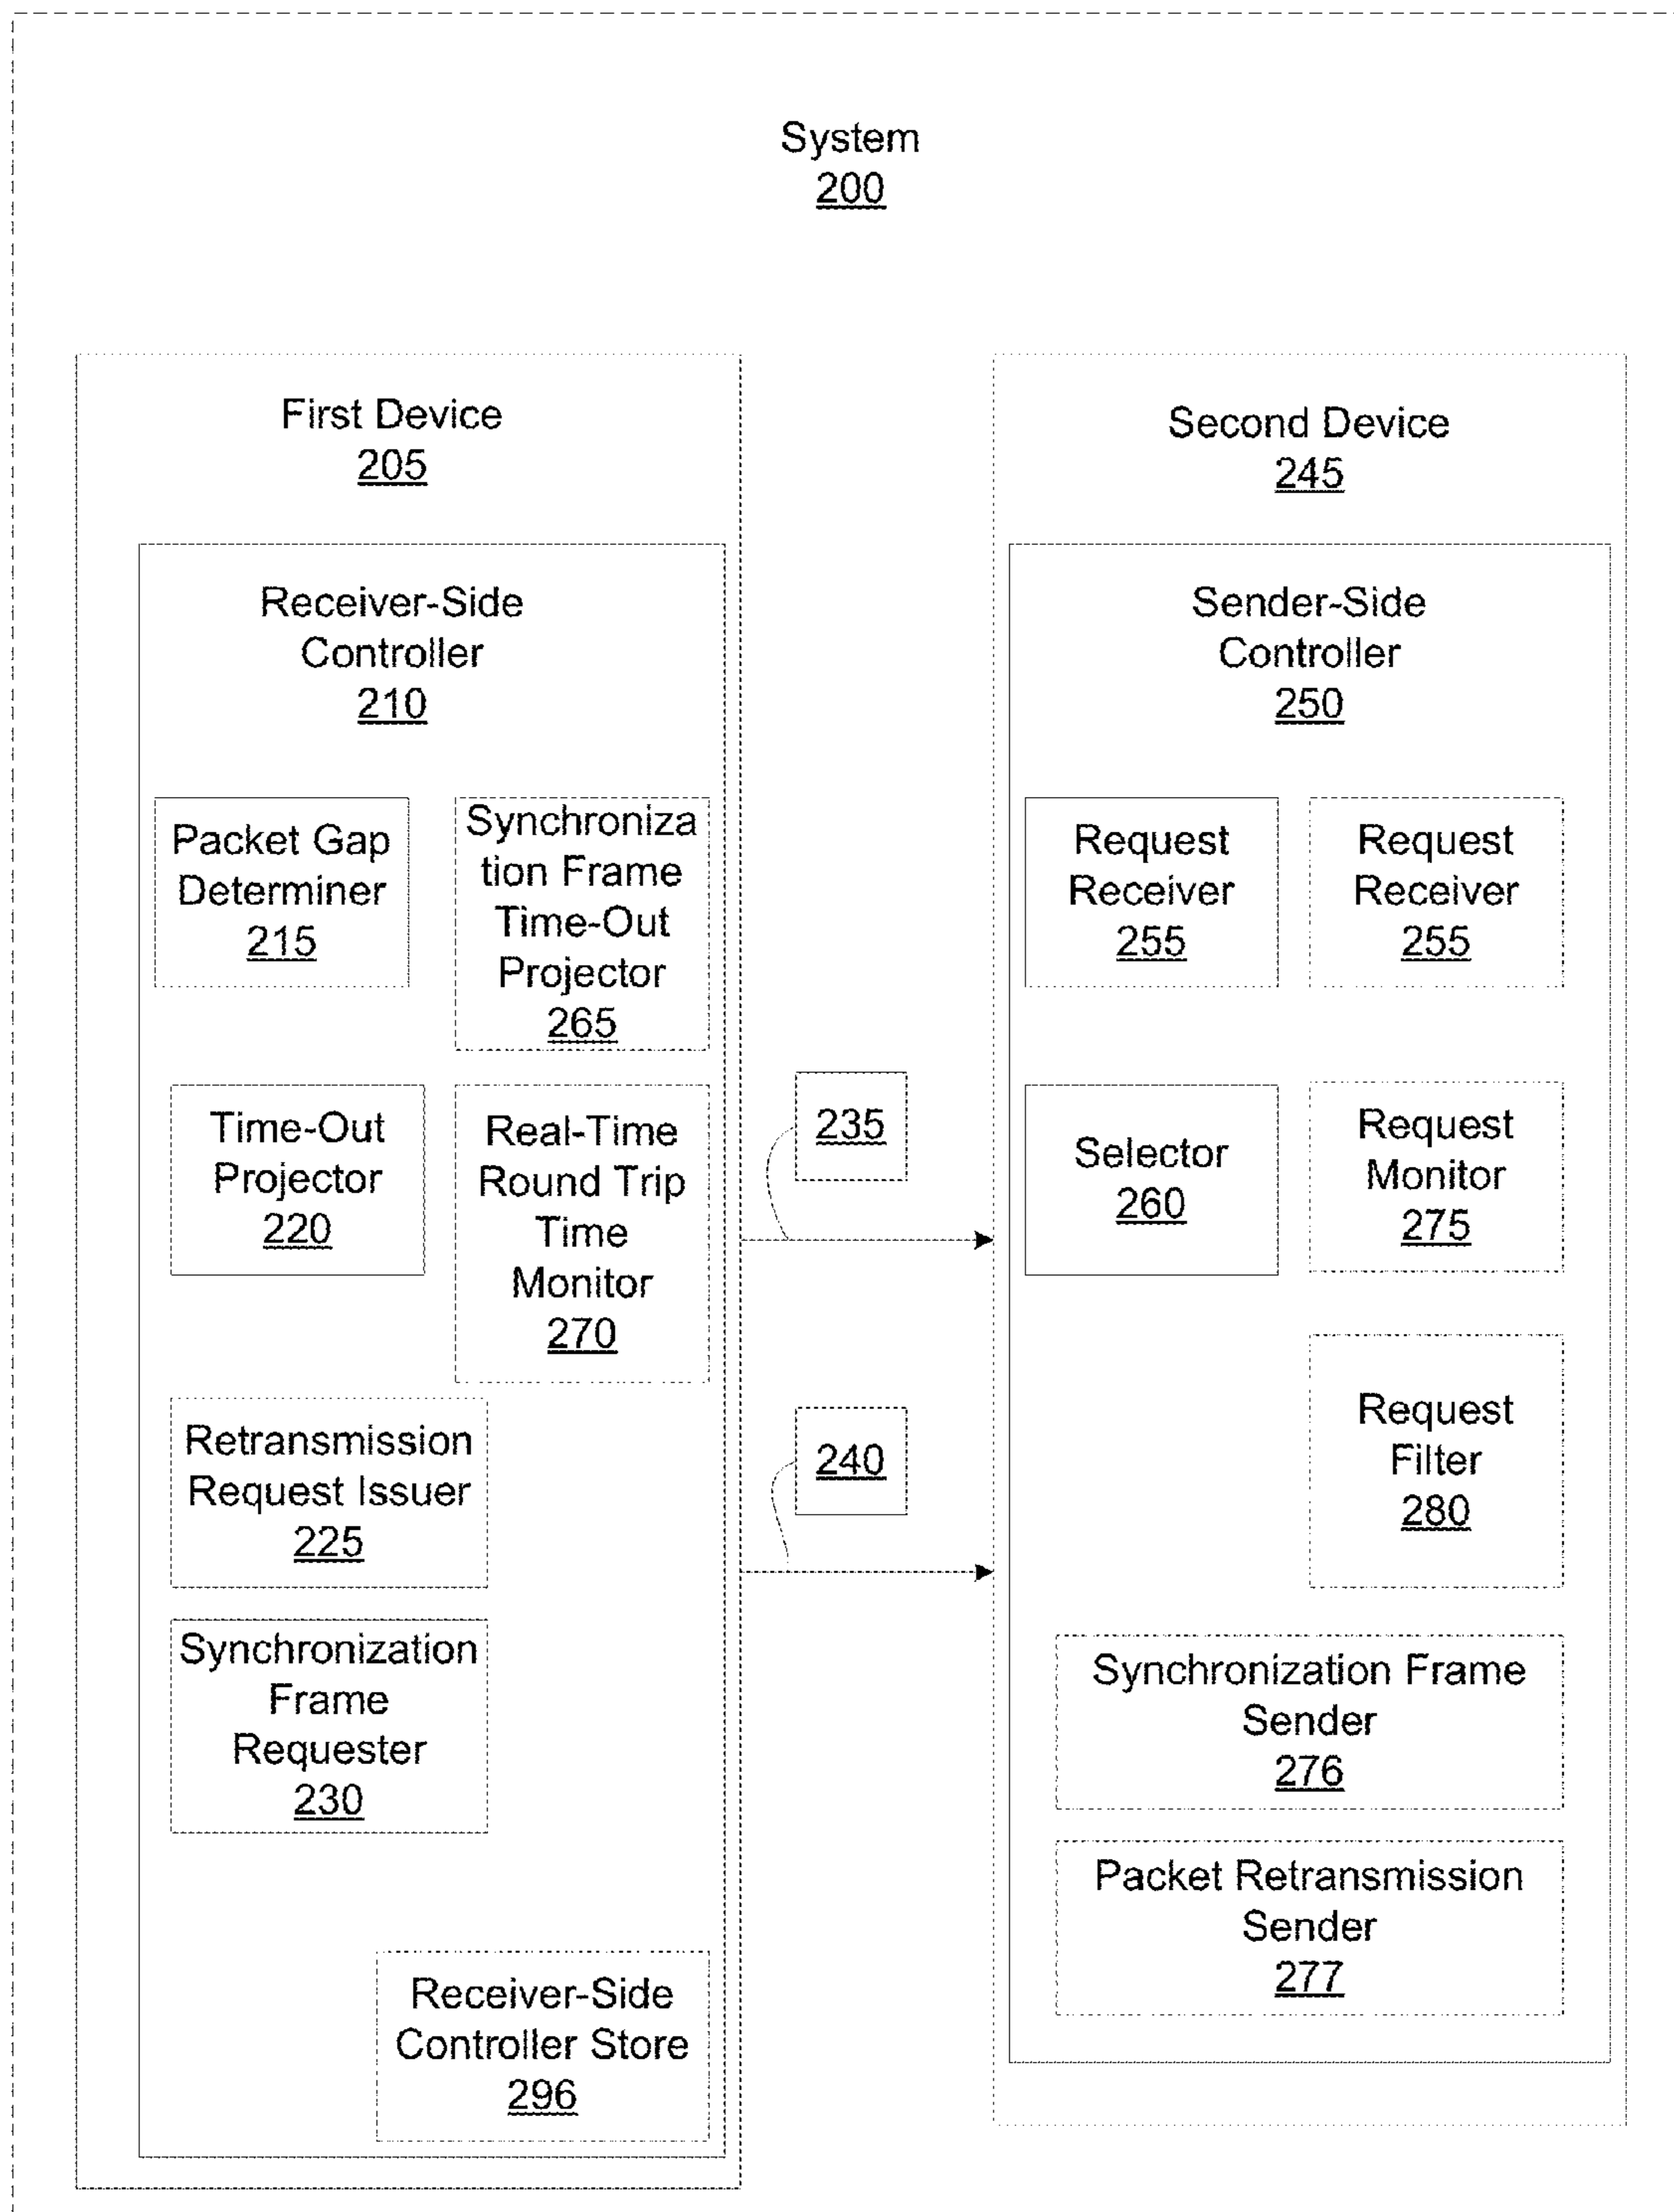 System
200
First Device
205
Receiver-Side
Controller
210
Packet Gap
Determiner
215
Synchroniza
tion Frame
Time-Out
Projector
265
Time-Out
Projector
220
Real-Time
Round Trip
Time
Monitor
270
Retransmission
Request Issuer
225
Synchronization
Frame
Requester
230
Receiver-Side
Controller Store
296
235
240
Second Device
245
Sender-Side
Controller
250
Request
Receiver
255
Request
Receiver
255
Selector
260
Request
Monitor
275
Request
Filter
280
Synchronization Frame
Sender
276
Packet Retransmission
Sender
277